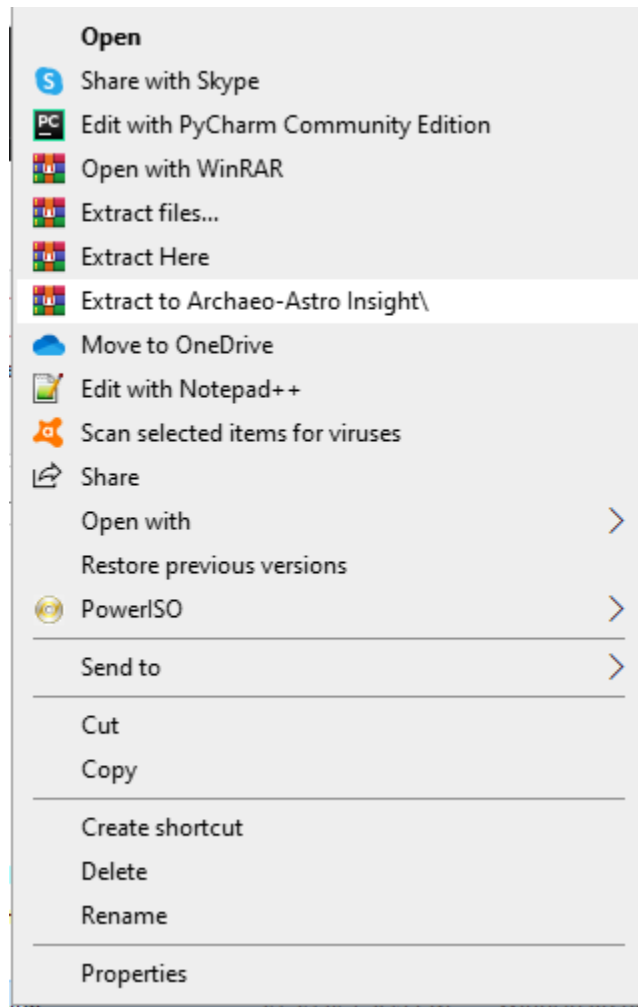 Open
Share with Skype
Edit with PyCharm Community Edition
Open with WinRAR
Extract files...
Extract Here
Extract to Archaeo-Astro Insight\
Move to OneDrive
Edit with Notepad++
Scan selected items for viruses
Share
Open with
Restore previous versions
PowerISO
Send to
Cut
Copy
Create shortcut
Delete
Rename
Properties